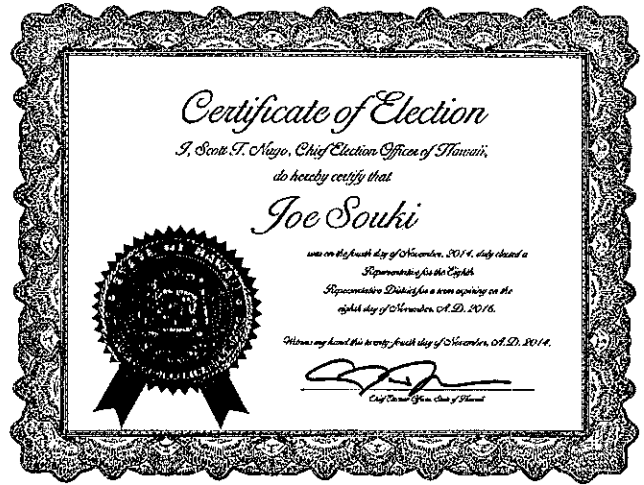 Certificate of Election
I, Scott T. Nago, Chief Election Officer of Hawaii,
do hereby certify that
Joe Souki
was on the fourth day of November, 2014, duly elected a
Representative for the Eighth
Representative District for a term expiring on the
eighth day of November, A.D. 2016.
Witness my hand this twenty-fourth day of November, A.D. 2014.
Chief Election Officer, State of Hawaii
STATE OF HAWAII